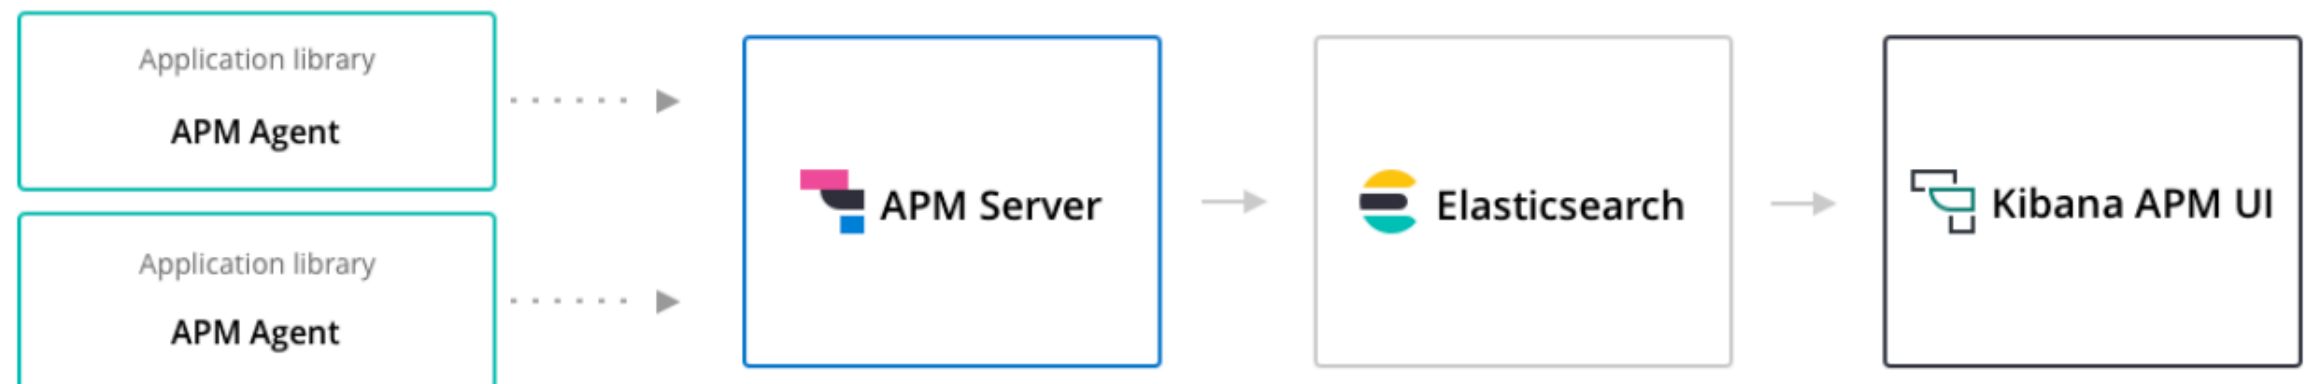 Application library
APM Agent
Application library
APM Agent
APM Server
Elasticsearch
Kibana APM UI